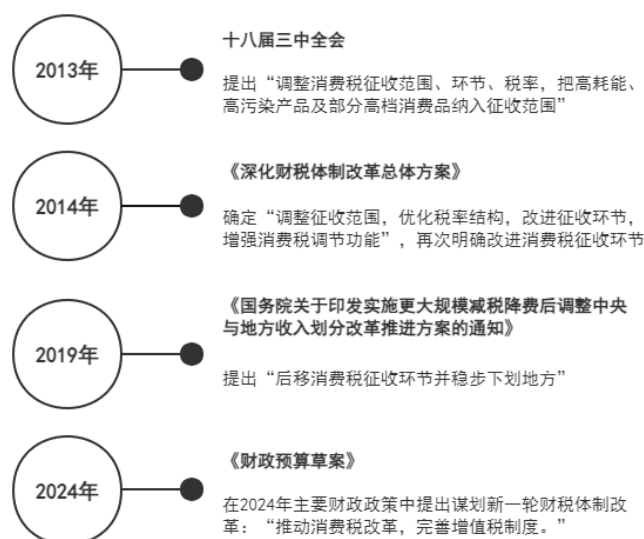 2013年
十八届三中全会
提出“调整消费税征收范围、环节、税率，把高耗能、
高污染产品及部分高档消费品纳入征收范围”
2014年
《深化财税体制改革总体方案》
确定“调整征收范围，优化税率结构，改进征收环节，
增强消费税调节功能”，再次明确改进消费税征收环节
2019年
《国务院关于印发实施更大规模减税降费后调整中央
与地方收入划分改革推进方案的通知》
提出“后移消费税征收环节并稳步下划地方”
2024年
《财政预算草案》
在2024年主要财政政策中提出谋划新一轮财税体制改
革：“推动消费税改革，完善增值税制度。”